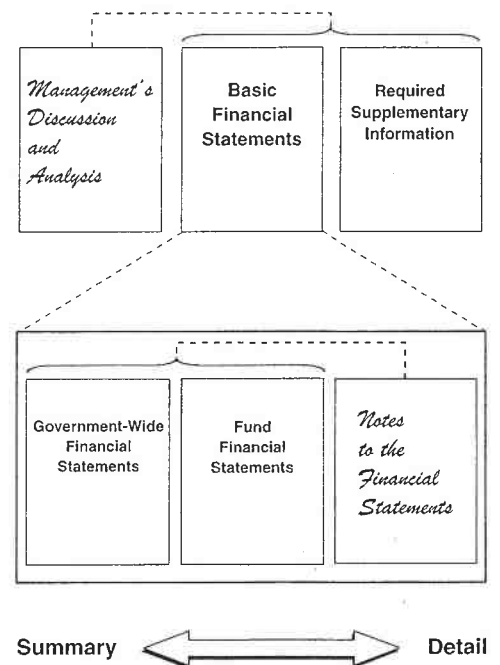 Management's
Discussion
and
Analysis
Basic
Financial
Statements
Required
Supplementary
Information
Government-Wide
Financial
Statements
Fund
Financial
Statements
Notes
to the
Financial
Statements
Summary
Detail